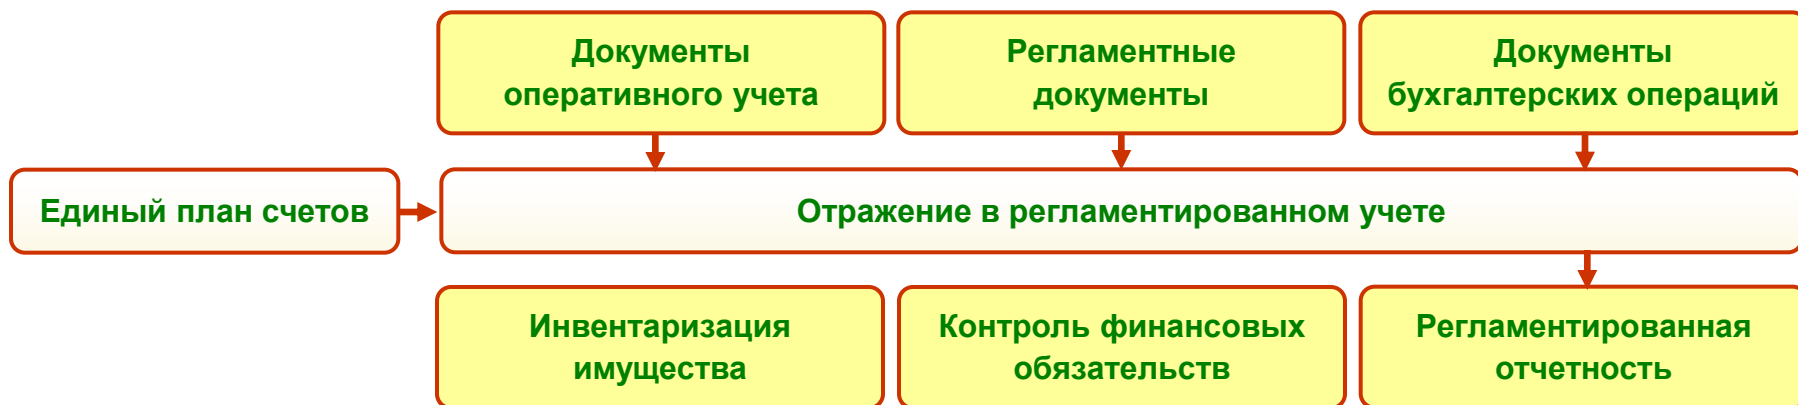 Документы
оперативного учета
Регламентные
документы
Документы
бухгалтерских операций
Единый план счетов
Отражение в регламентированном учете
Инвентаризация
имущества
Контроль финансовых
обязательств
Регламентированная
отчетность